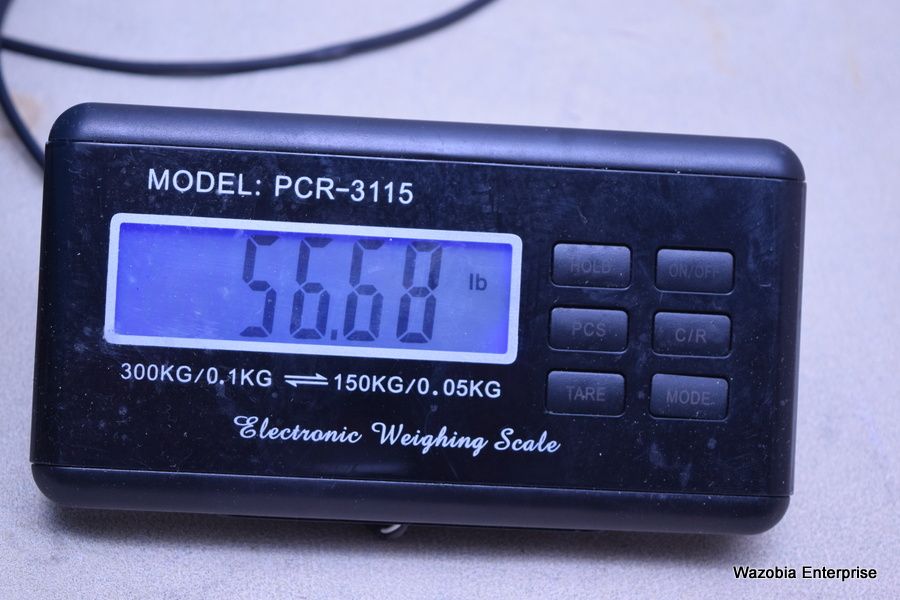 MODEL: PCR-3115
56.68 lb
HOLD ON/OFF
PCS C/R
TARE MODE
300KG/0.1KG ⇌ 150KG/0.05KG
Electronic Weighing Scale
Wazobia Enterprise